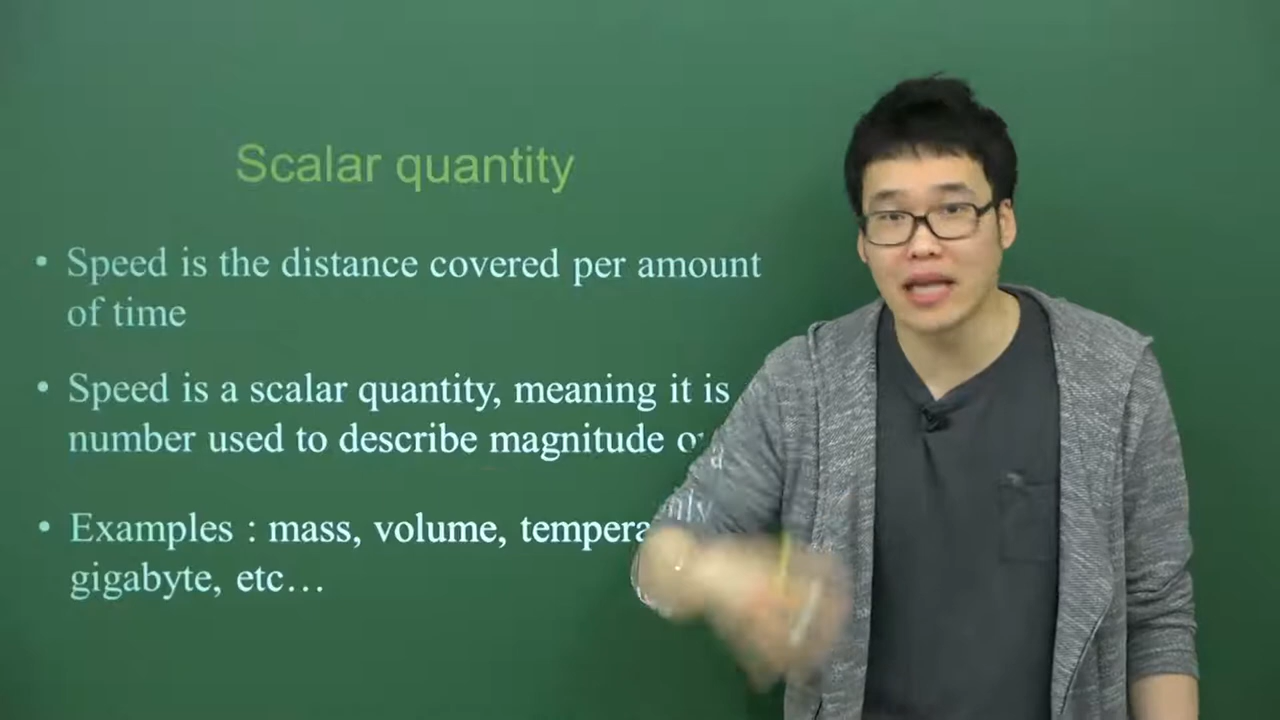 Scalar quantity
• Speed is the distance covered per amount
of time
• Speed is a scalar quantity, meaning it is
number used to describe magnitude
• Examples : mass, volume,
gigabyte, etc…